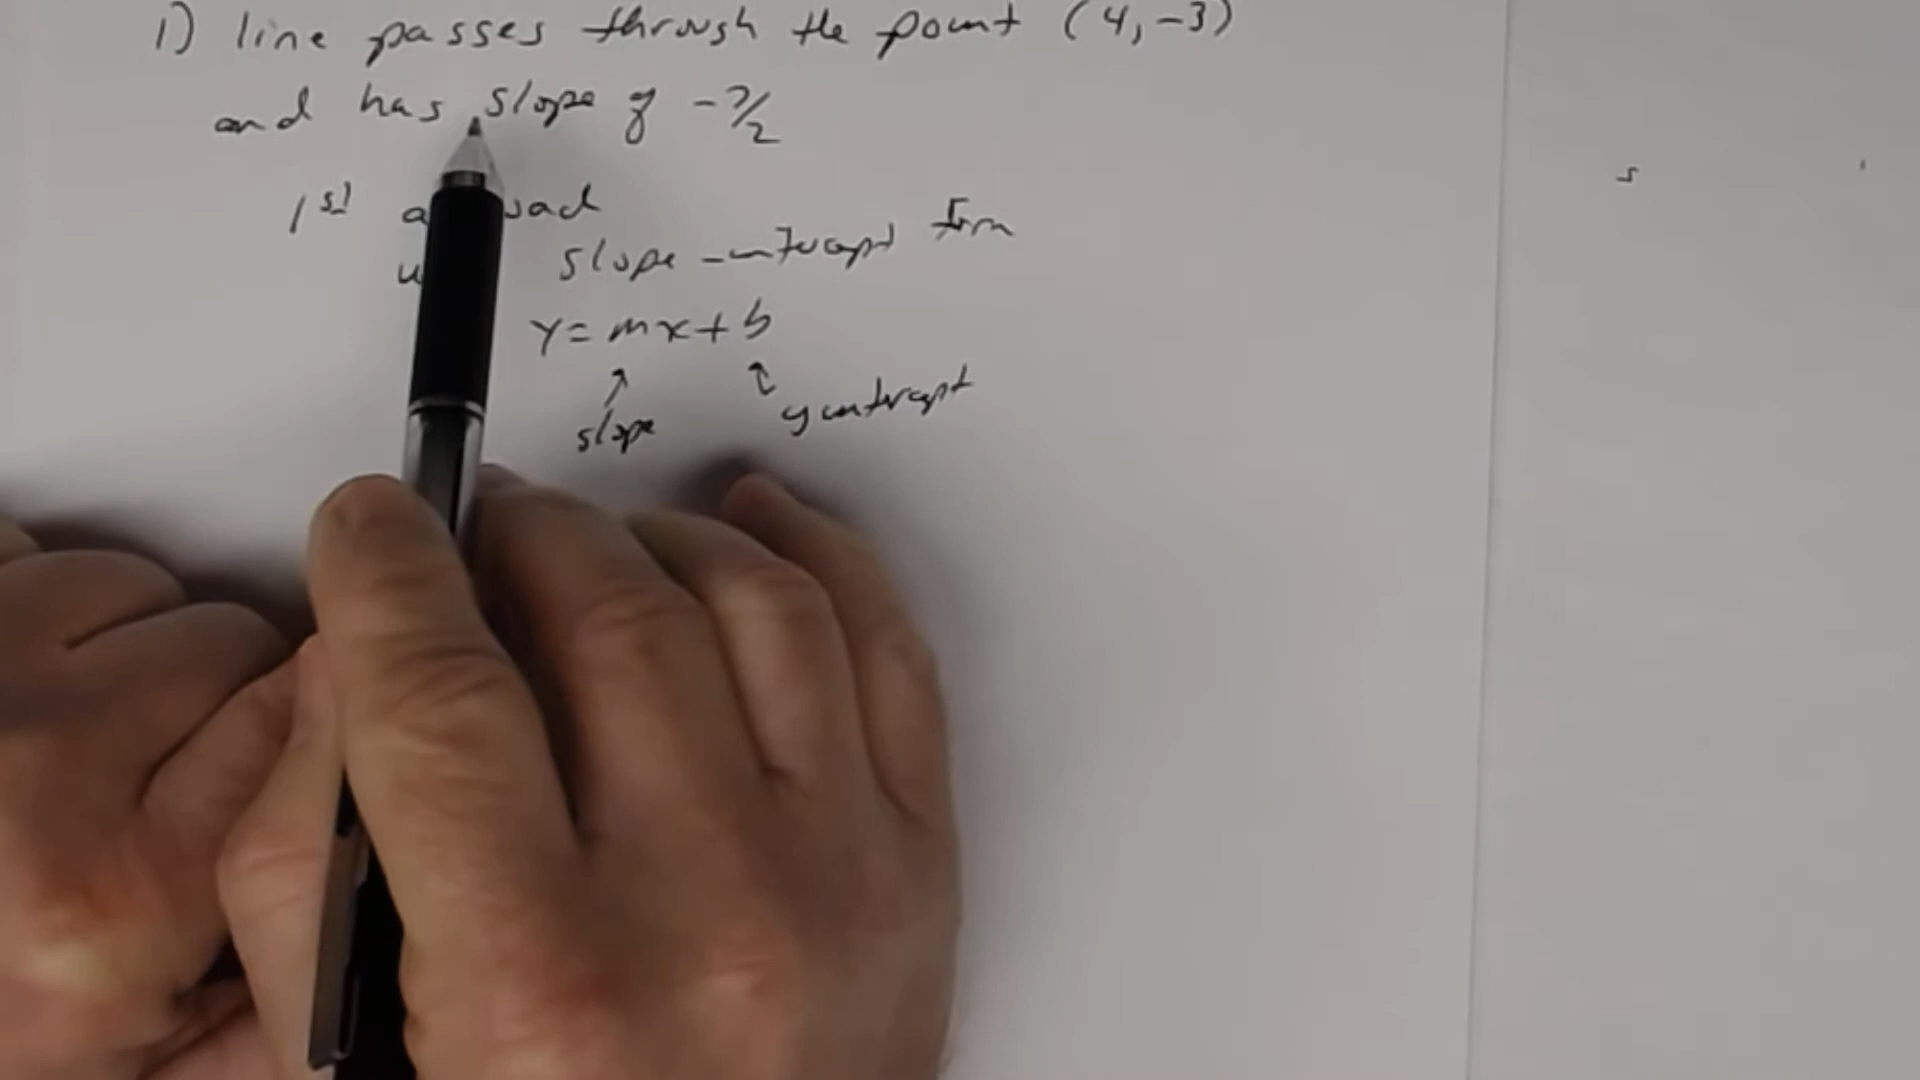 1) line passes through the point (4, -3)
and has slope of -7/2
1st
slope - intercept form
y = mx + b
slope
y intercept